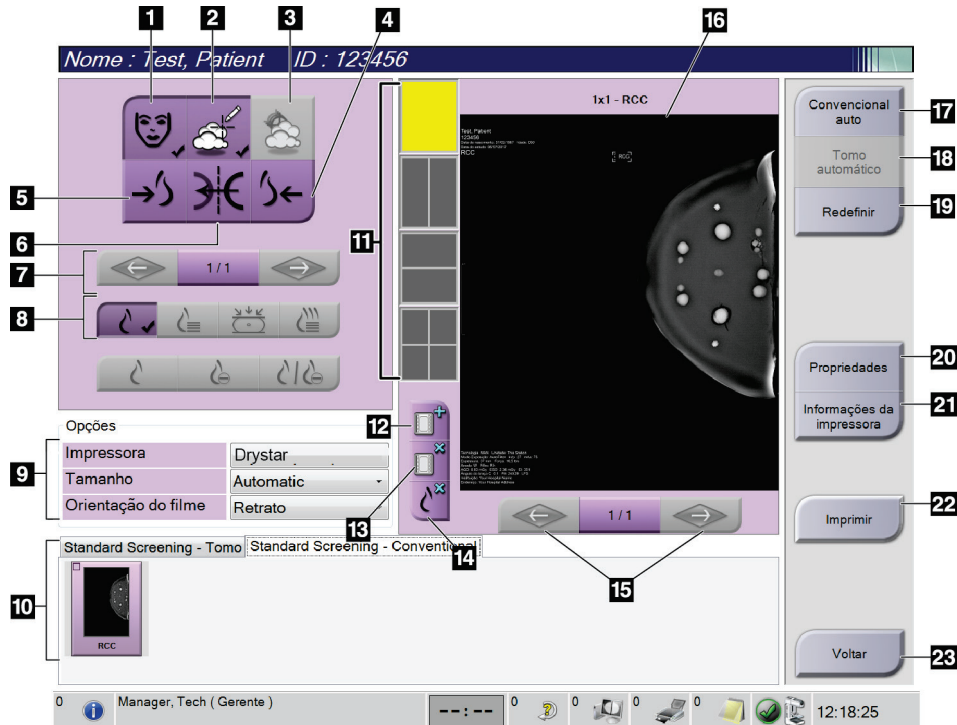 1
2
3
4
16
Nome : Test, Patient ID : 123456
1x1 - RCC
Test, Patient
123456
RCC
RCC
Convencional auto
17
Tomo automático
18
Redefinir
19
5
6
7
1 / 1
8
11
Propriedades
20
Informações da impressora
21
Opções
12
9
Impressora
Drystar
Tamanho
Automatic
Orientação do filme
Retrato
13
14
1 / 1
15
Imprimir
22
10
Standard Screening - Tomo
Standard Screening - Conventional
RCC
Voltar
23
0
Manager, Tech ( Gerente )
--:--
0
0
0
0
12:18:25